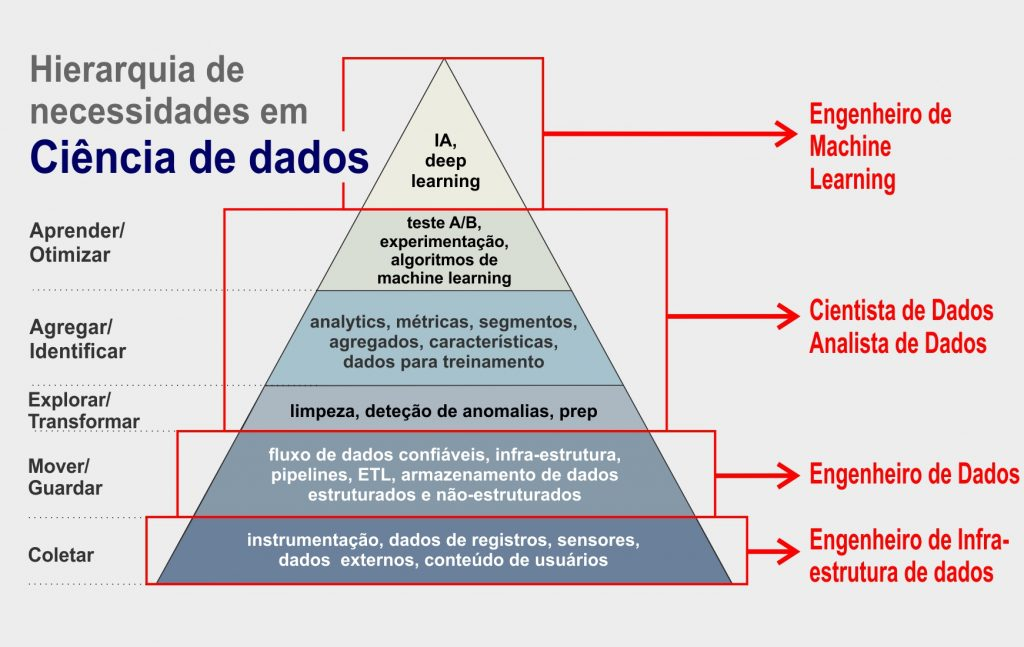 Hierarquia de
necessidades em
Ciência de dados
IA,
deep
learning
Engenheiro de
Machine
Learning
Aprender/
Otimizar
teste A/B,
experimentação,
algoritmos de
machine learning
Agregar/
Identificar
analytics, métricas, segmentos,
agregados, características,
dados para treinamento
Cientista de Dados
Analista de Dados
Explorar/
Transformar
limpeza, deteção de anomalias, prep
Mover/
Guardar
fluxo de dados confiáveis, infra-estrutura,
pipelines, ETL, armazenamento de dados
estruturados e não-estruturados
Engenheiro de Dados
Coletar
instrumentação, dados de registros, sensores,
dados externos, conteúdo de usuários
Engenheiro de Infra-
estrutura de dados